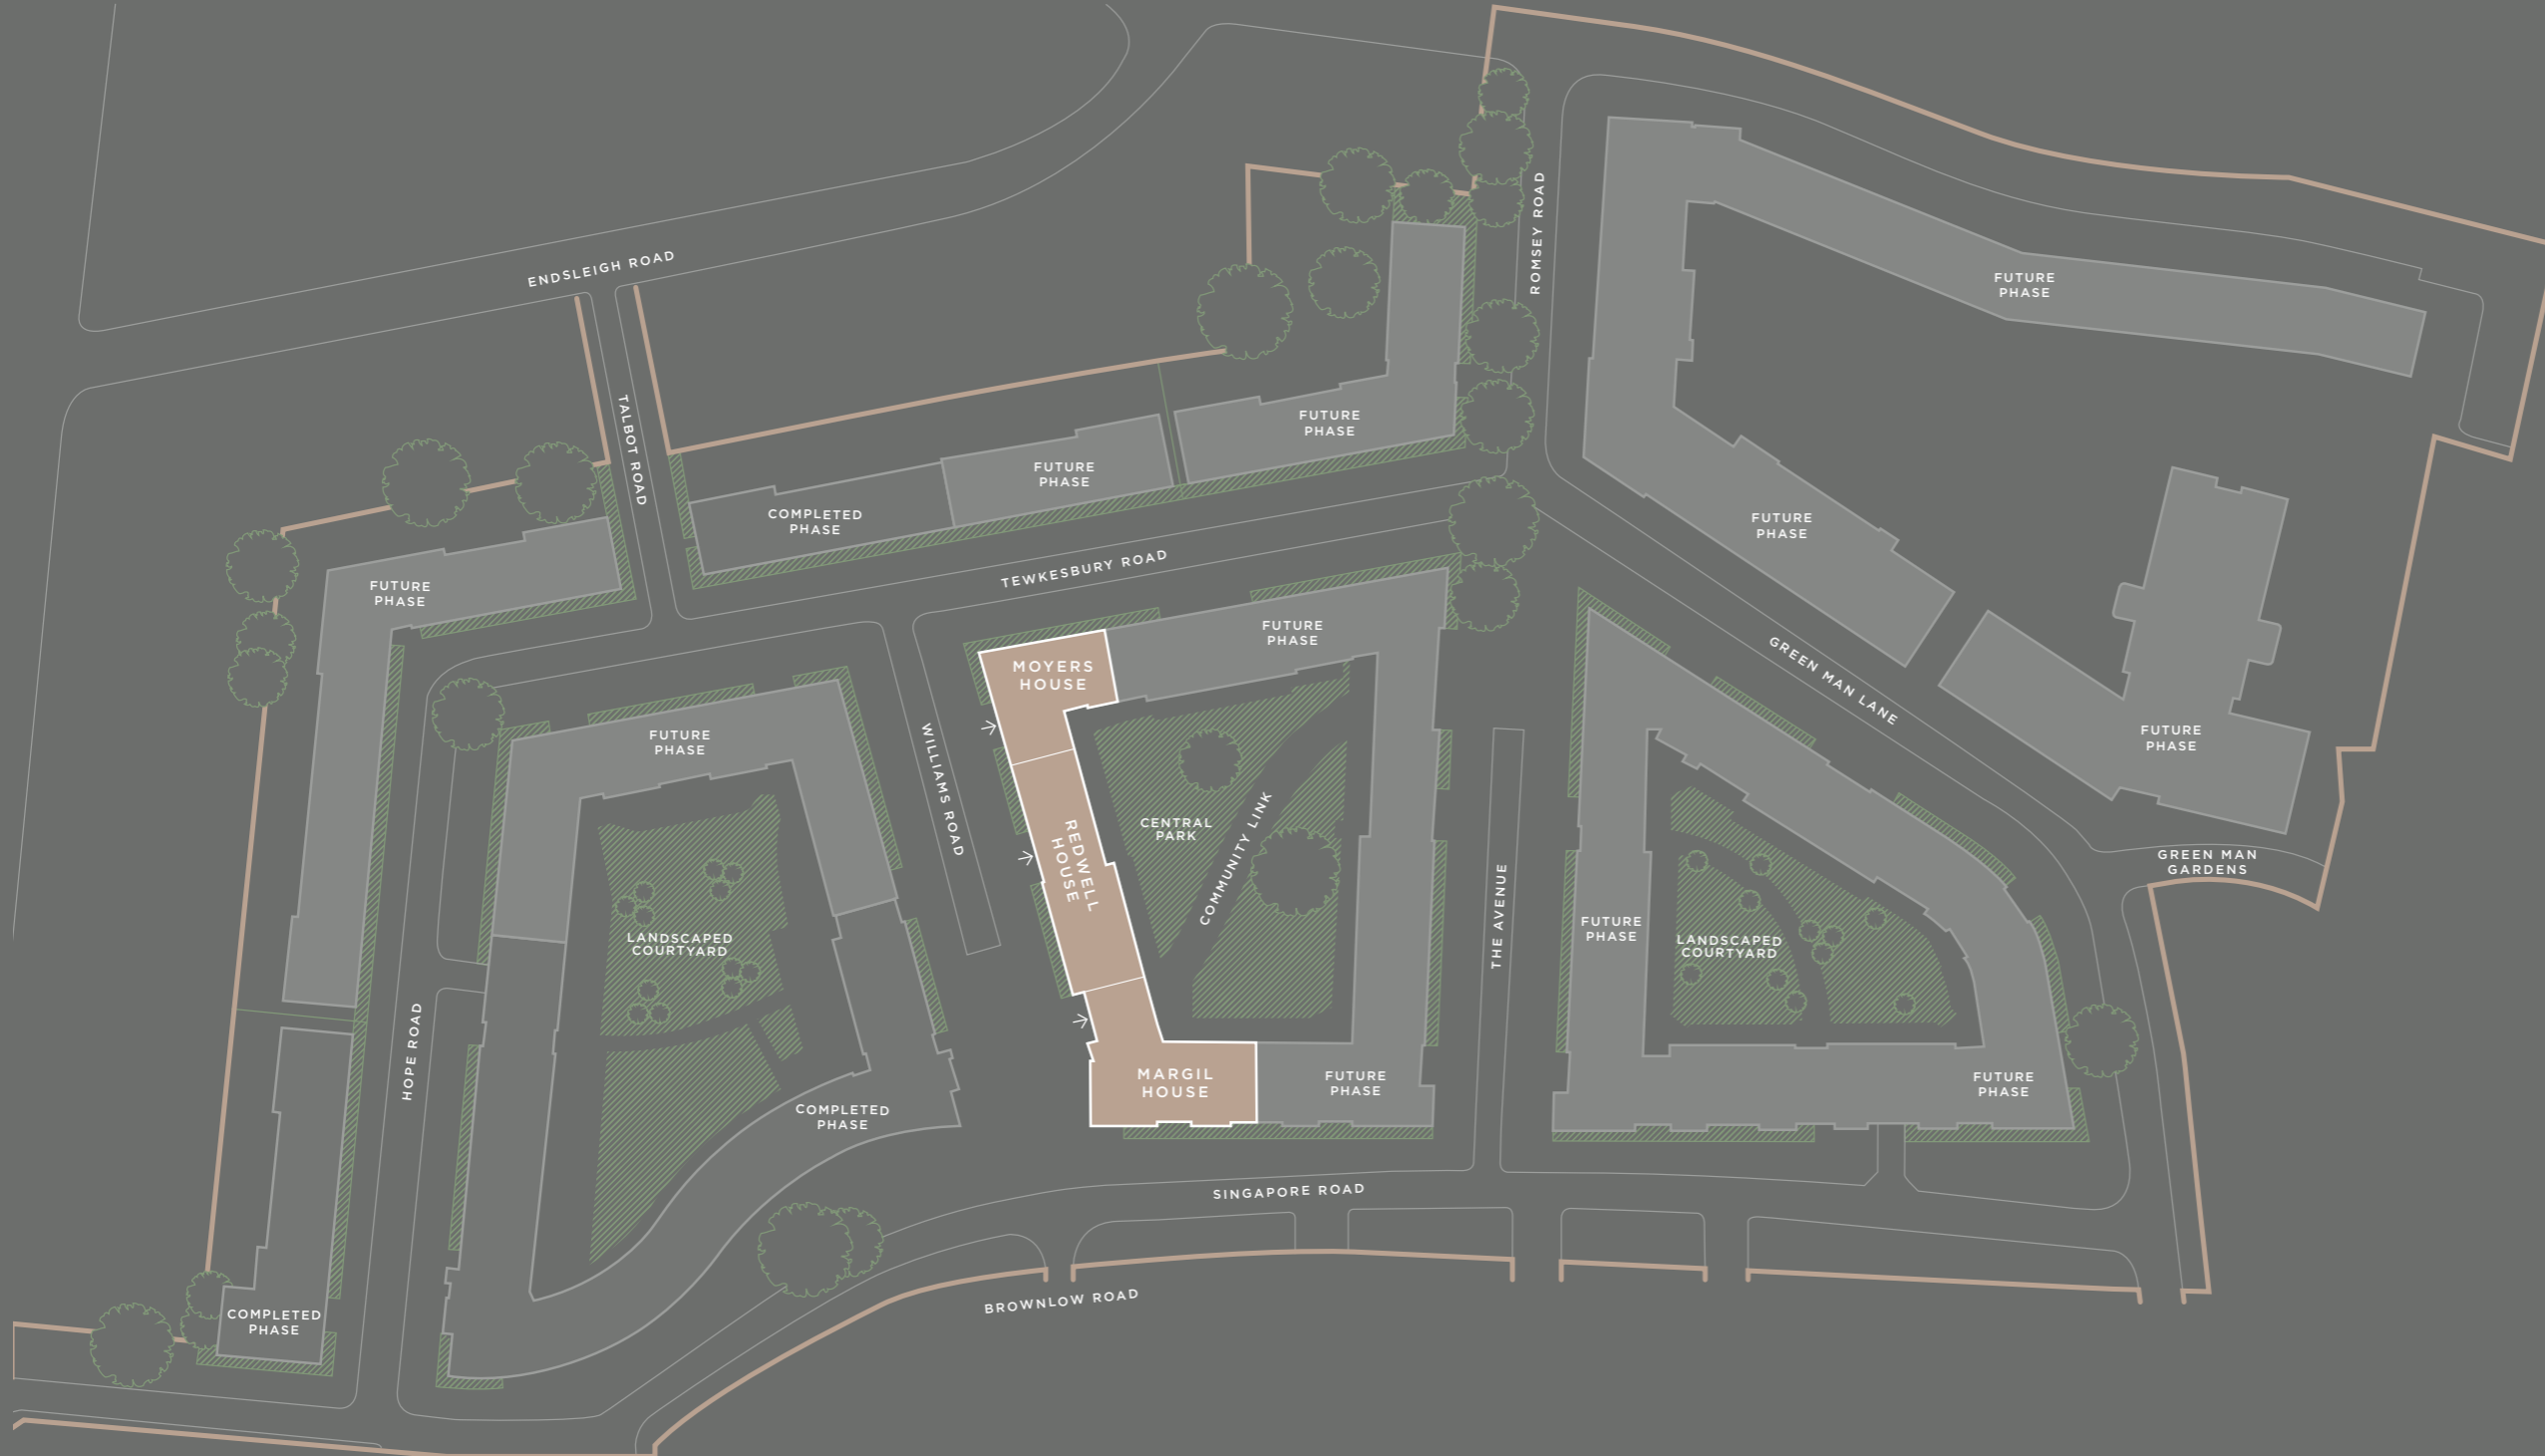 ENDSLEIGH ROAD
ROMSEY ROAD
FUTURE
PHASE
TALBOT ROAD
FUTURE
PHASE
FUTURE
PHASE
COMPLETED
PHASE
FUTURE
PHASE
TEWKESBURY ROAD
FUTURE
PHASE
FUTURE
PHASE
MOYERS
HOUSE
GREEN MAN LANE
FUTURE
PHASE
FUTURE
PHASE
WILLIAMS ROAD
REDWELL
HOUSE
CENTRAL
PARK
COMMUNITY LINK
THE AVENUE
GREEN MAN
GARDENS
LANDSCAPED
COURTYARD
FUTURE
PHASE
LANDSCAPED
COURTYARD
HOPE ROAD
MARGIL
HOUSE
FUTURE
PHASE
FUTURE
PHASE
COMPLETED
PHASE
SINGAPORE ROAD
BROWNLOW ROAD
COMPLETED
PHASE